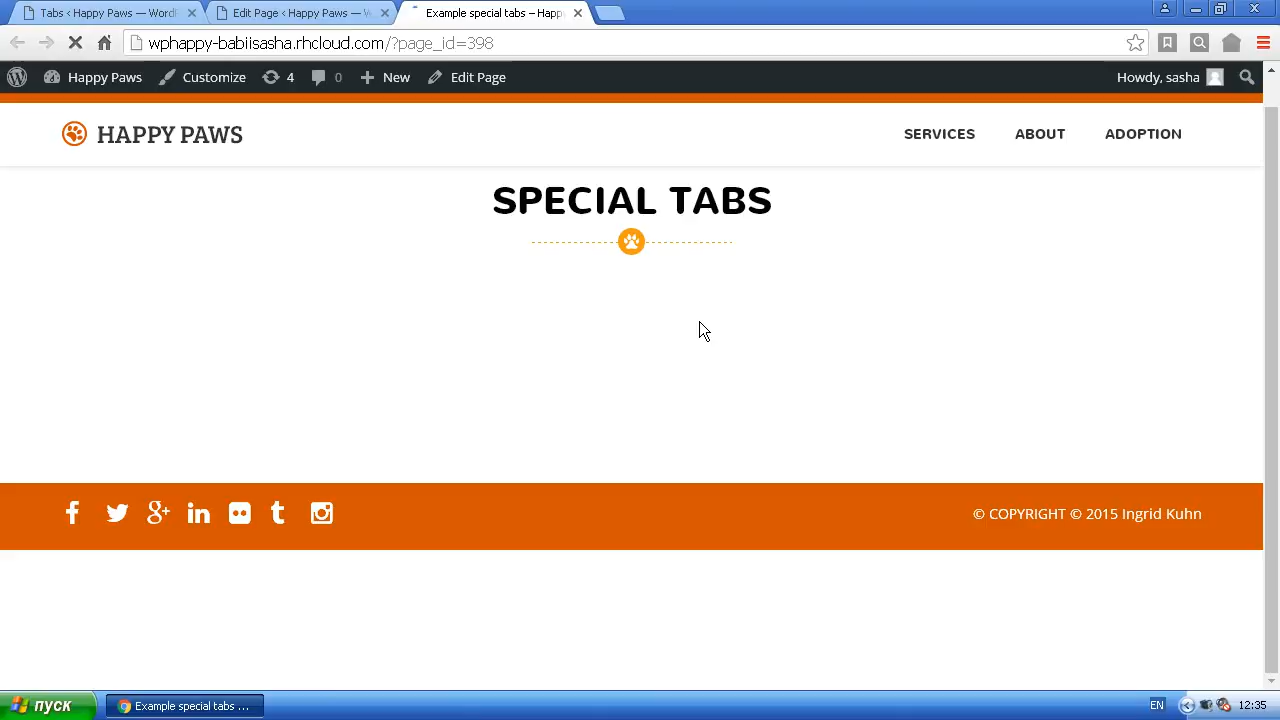 Tabs ‹ Happy Paws — Word
Edit Page ‹ Happy Paws — W
Example special tabs – Happ
wphappy-babiisasha.rhcloud.com/?page_id=398
Happy Paws
Customize
4
0
New
Edit Page
Howdy, sasha
HAPPY PAWS
SERVICES
ABOUT
ADOPTION
SPECIAL TABS
© COPYRIGHT © 2015 Ingrid Kuhn
пуск
Example special tabs ...
EN
12:35